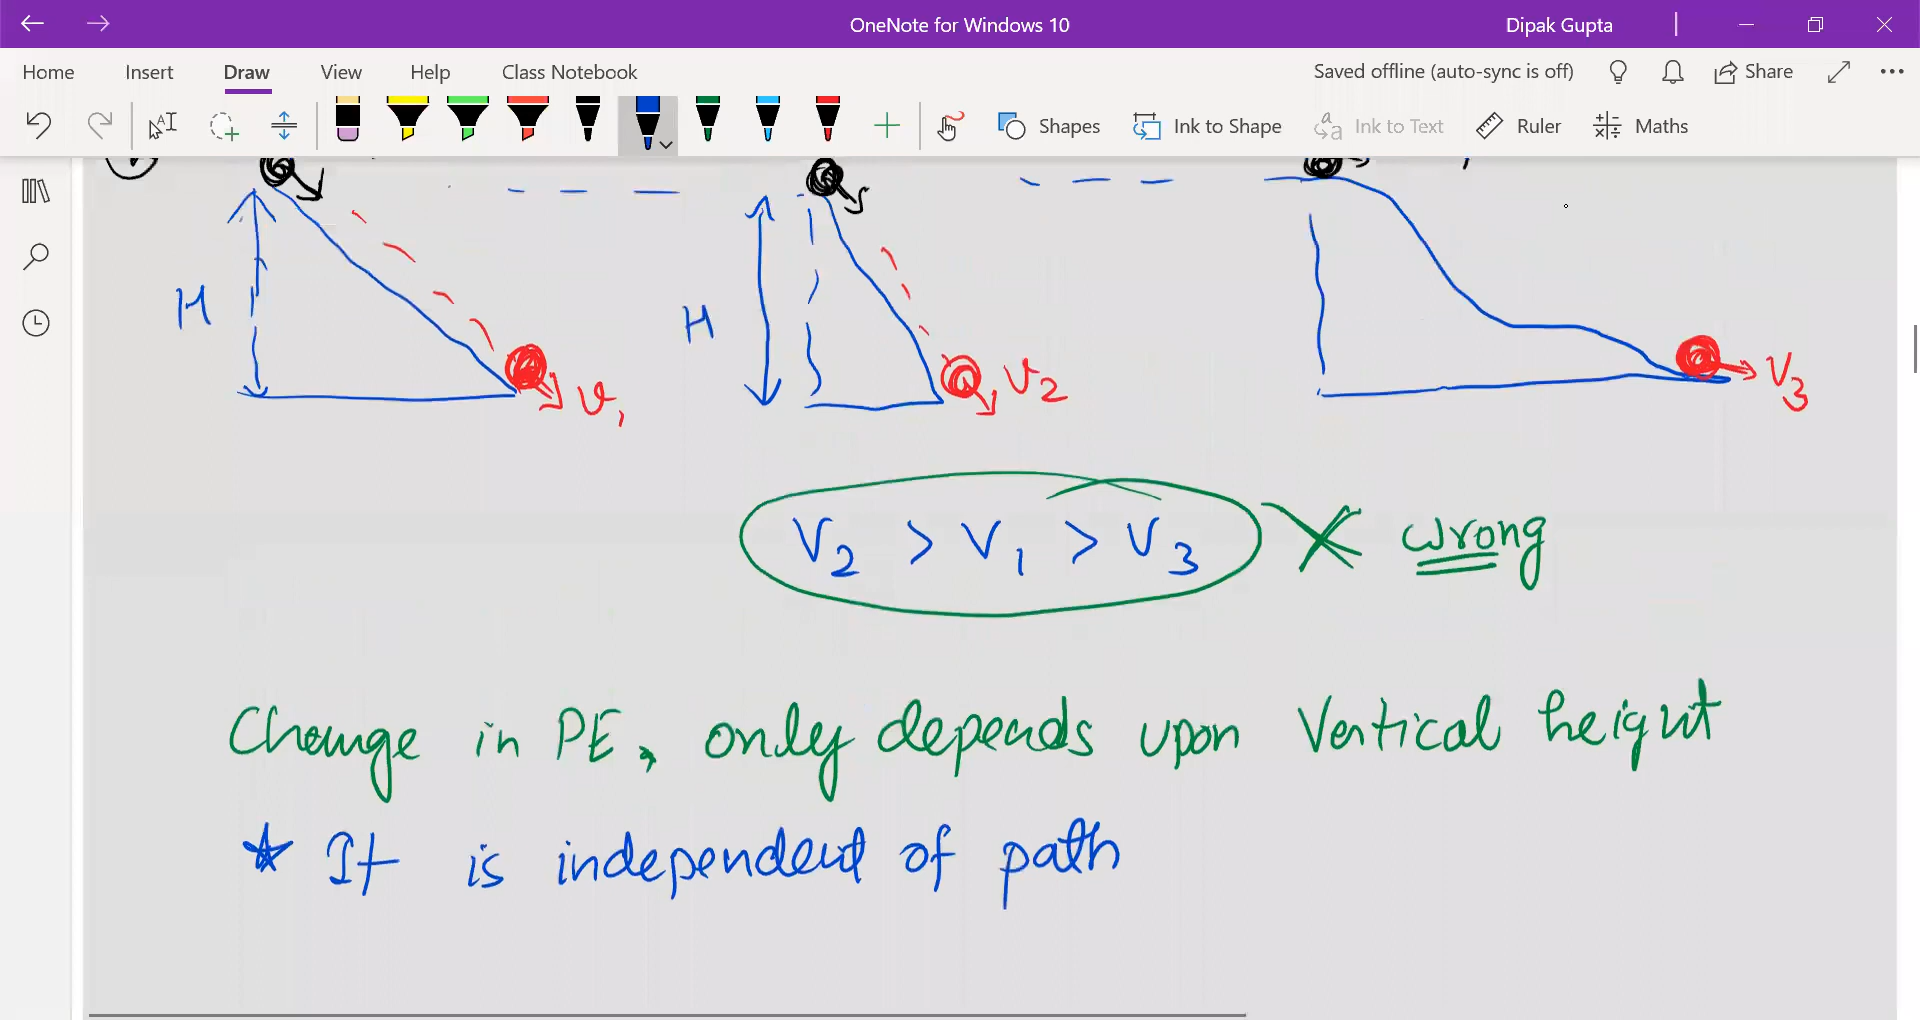 OneNote for Windows 10
Dipak Gupta
Home Insert Draw View Help Class Notebook
Saved offline (auto-sync is off) Share
Shapes Ink to Shape Ink to Text Ruler Maths
H
V1
H
V2
V3
V2 > V1 > V3 X wrong
Change in PE, only depends upon Vertical height
★ It is independent of path